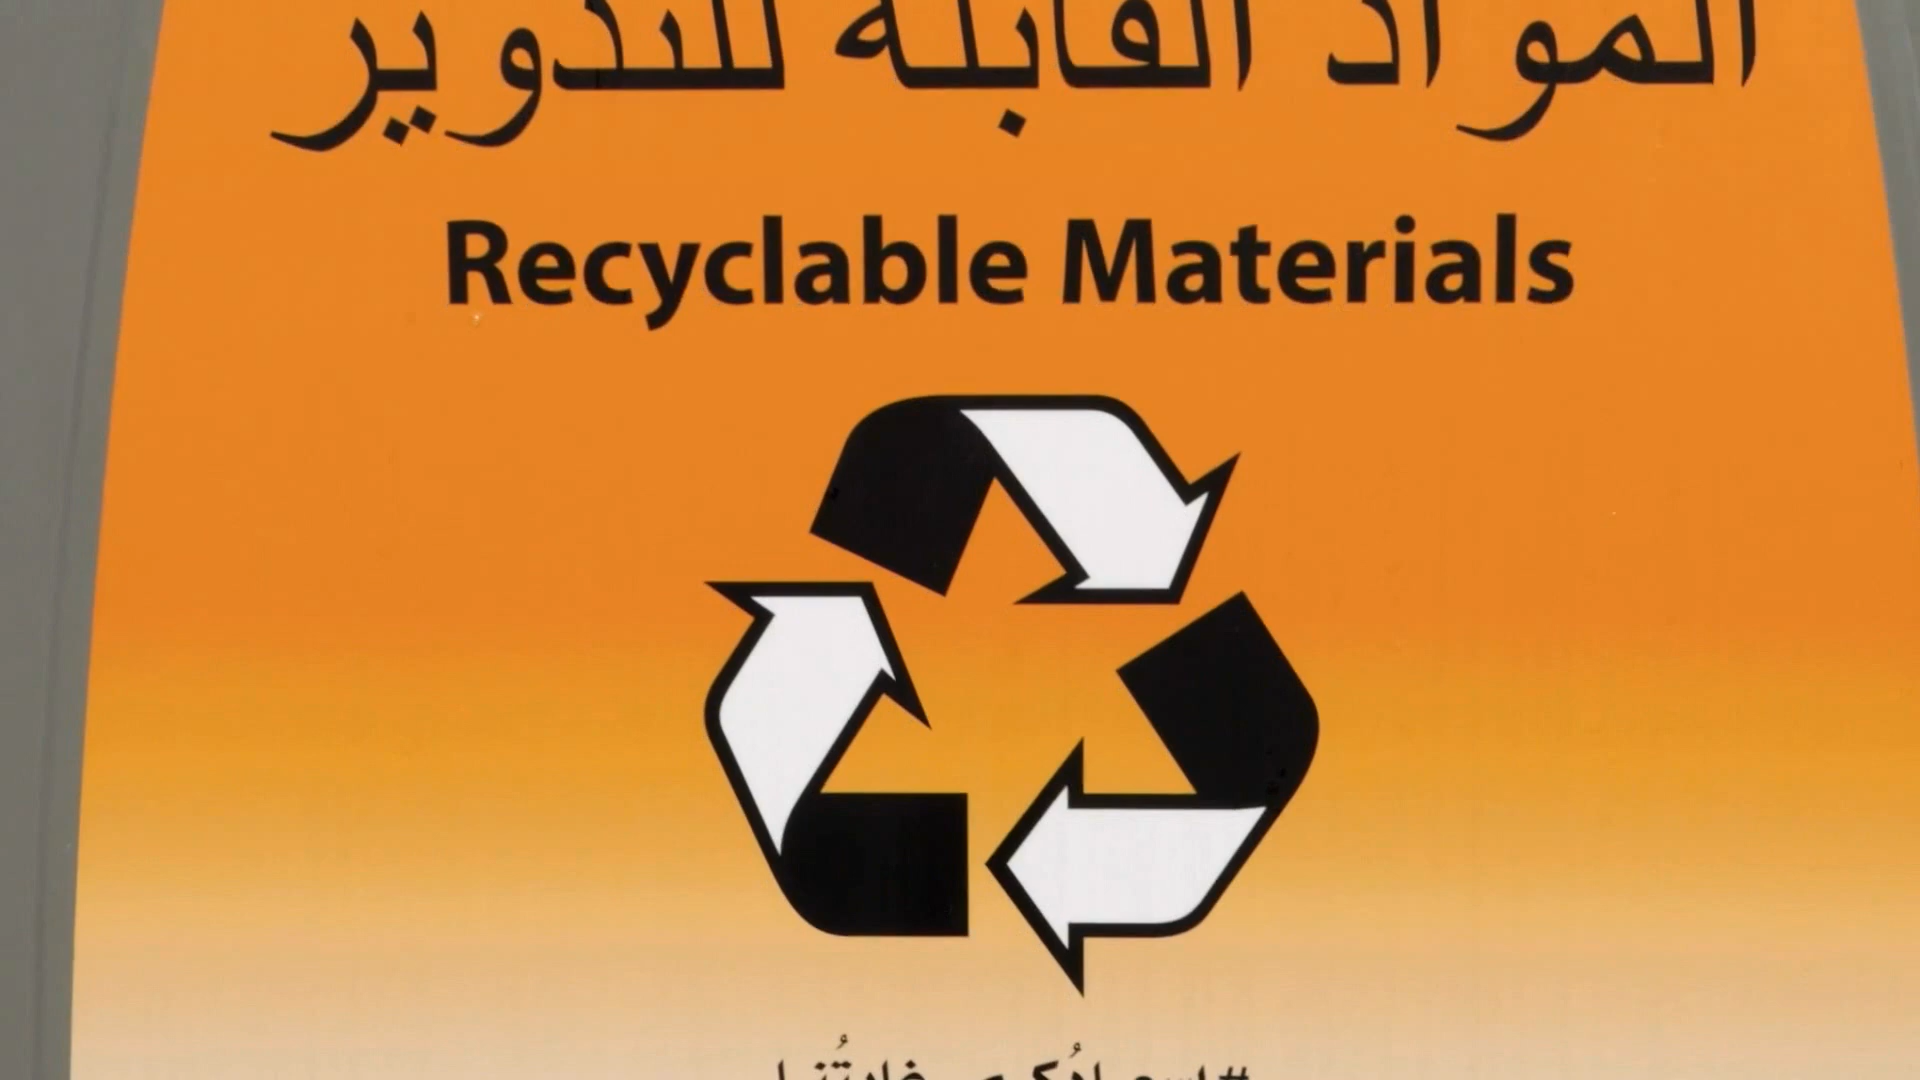 المواد القابلة للتدوير
Recyclable Materials